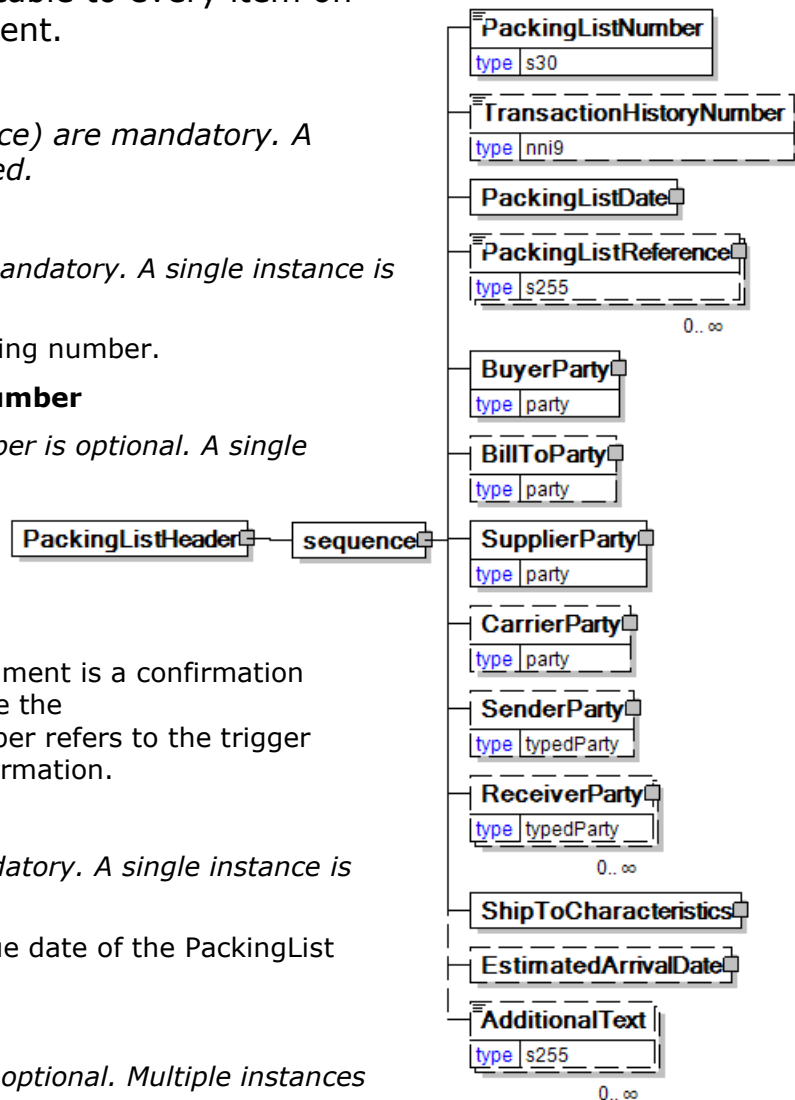 cable to every item on
ent.
ce) are mandatory. A
ed.
andatory. A single instance is
ing number.
umber
er is optional. A single
ment is a confirmation
e the
ber refers to the trigger
rmation.
datory. A single instance is
ue date of the PackingList
optional. Multiple instances
PackingListHeader
sequence
PackingListNumber
type s30
TransactionHistoryNumber
type nni9
PackingListDate
PackingListReference
type s255
0.. ∞
BuyerParty
type party
BillToParty
type party
SupplierParty
type party
CarrierParty
type party
SenderParty
type typedParty
ReceiverParty
type typedParty
0.. ∞
ShipToCharacteristics
EstimatedArrivalDate
AdditionalText
type s255
0.. ∞